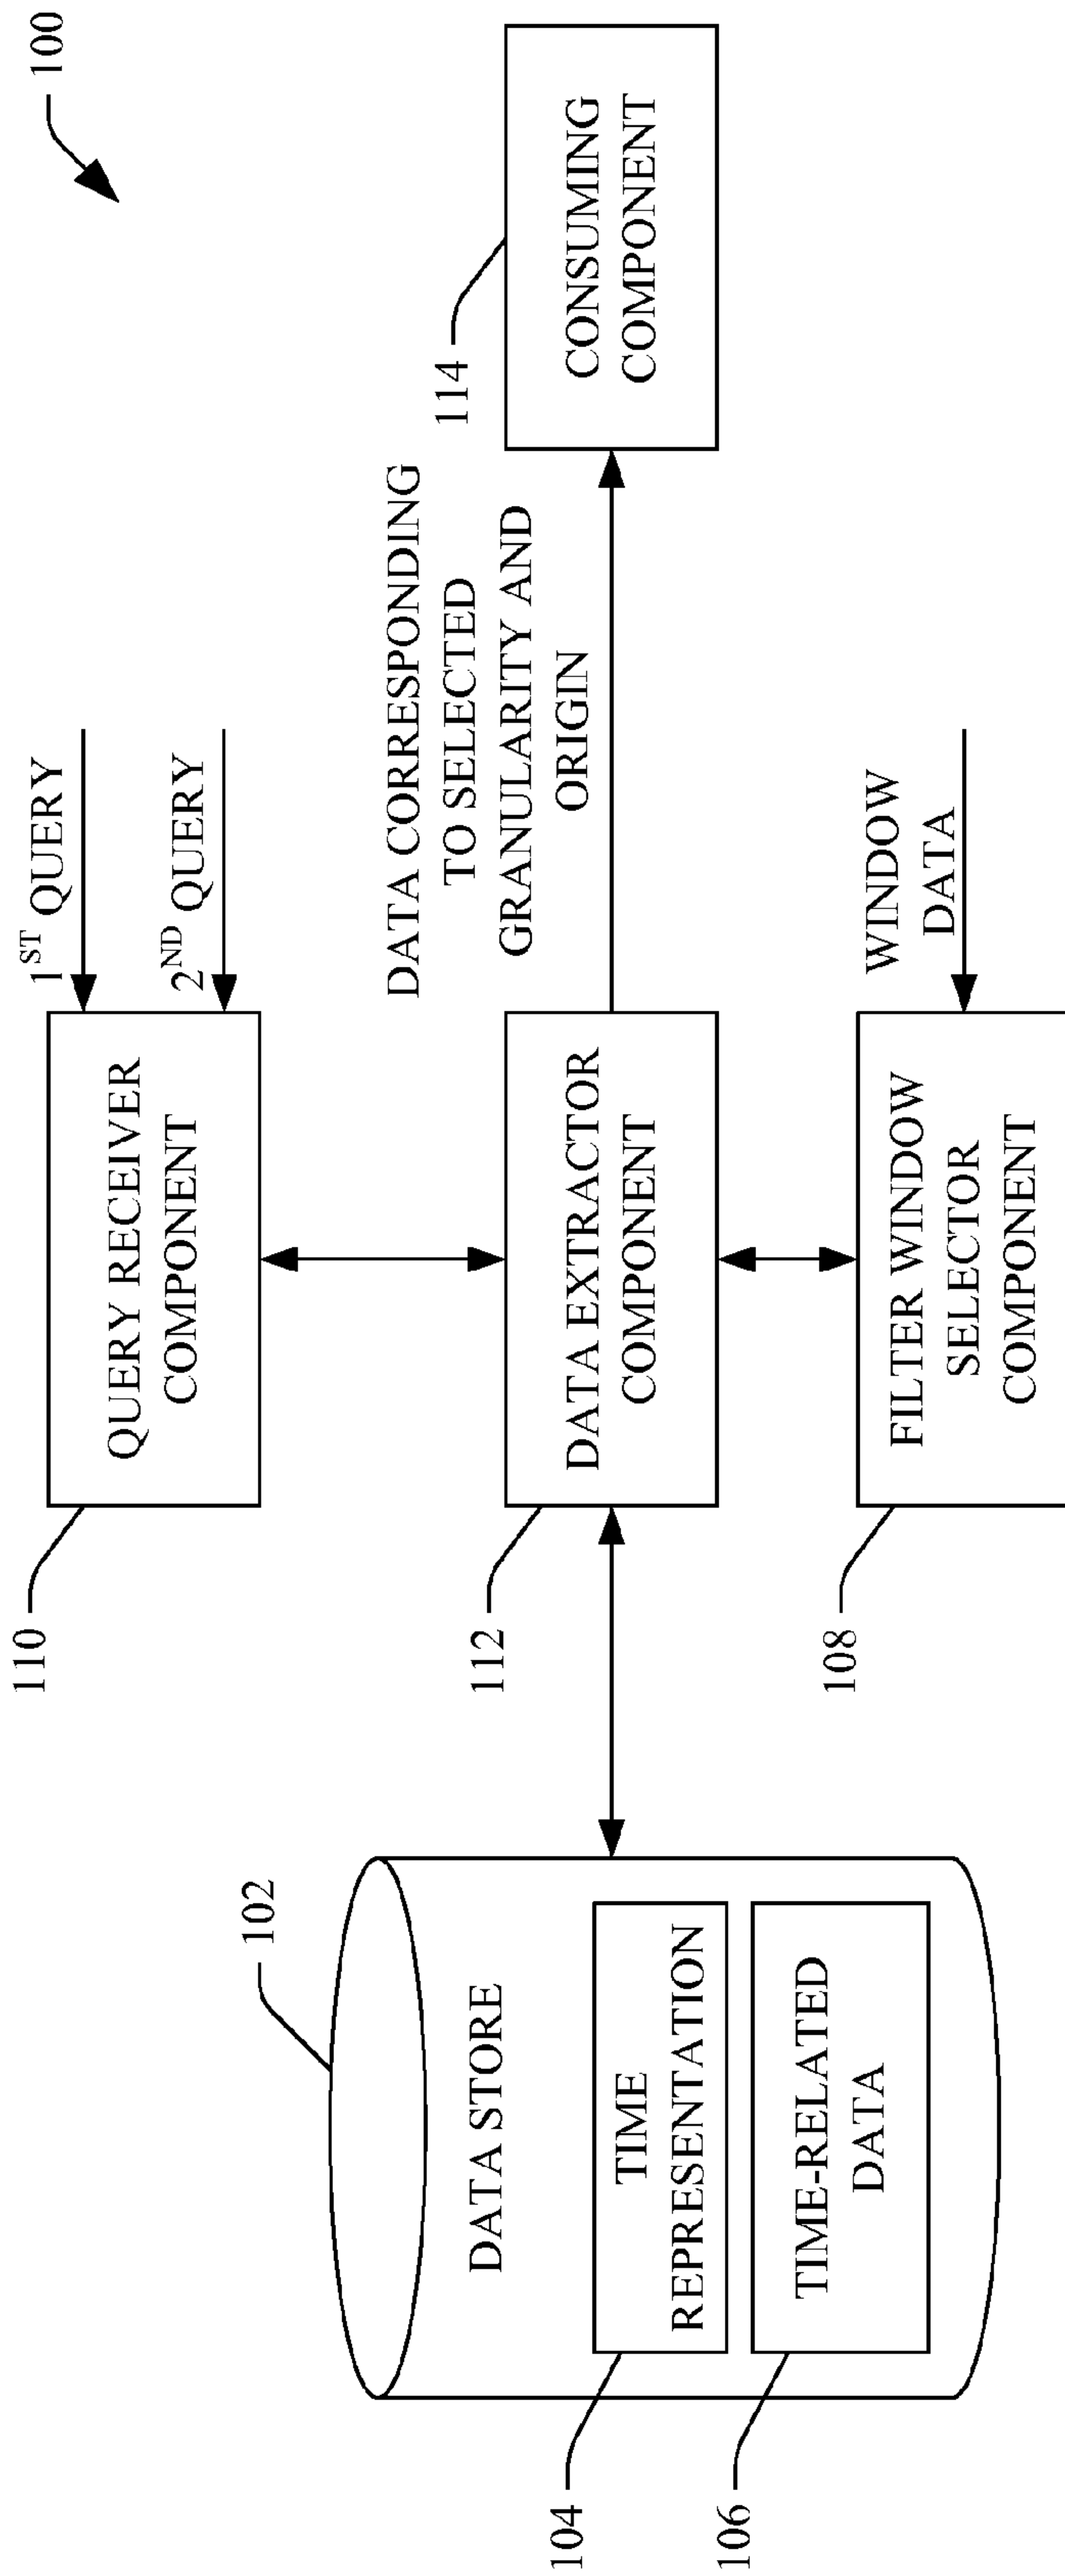 100
1ST QUERY
2ND QUERY
110
QUERY RECEIVER
COMPONENT
102
DATA STORE
104
TIME
REPRESENTATION
106
TIME-RELATED
DATA
112
DATA EXTRACTOR
COMPONENT
DATA CORRESPONDING
TO SELECTED
GRANULARITY AND
ORIGIN
114
CONSUMING
COMPONENT
108
FILTER WINDOW
SELECTOR
COMPONENT
WINDOW
DATA